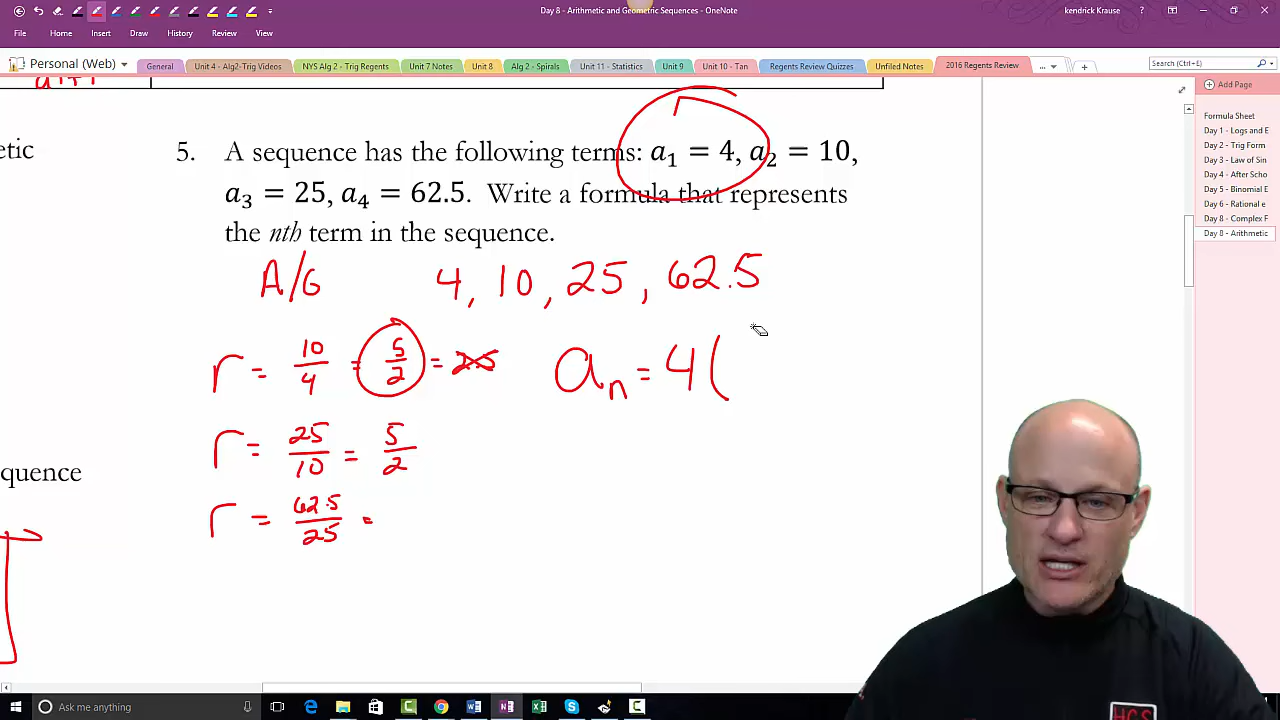 Day 8 - Arithmetic and Geometric Sequences - OneNote
kendrick Krause
File Home Insert Draw History Review View
Personal (Web) General Unit 4 - Alg2-Trig Videos NYS Alg 2 - Trig Regents Unit 7 Notes Unit 8 Alg 2 - Spirals Unit 11 - Statistics Unit 9 Unit 10 - Tan Regents Review Quizzes Unfiled Notes 2016 Regents Review ... Search (Ctrl+E)
Add Page
Formula Sheet
Day 1 - Logs and E
Day 2 - Trig Form
Day 3 - Law of Sin
Day 4 - After Scho
Day 5 - Binomial E
Day 6 - Rational e
Day 8 - Complex F
Day 8 - Arithmetic
etic
quence
5. A sequence has the following terms: a₁ = 4, a₂ = 10,
a₃ = 25, a₄ = 62.5. Write a formula that represents
the nth term in the sequence.
A/G 4, 10, 25, 62.5
r = 10/4 = 5/2 = 2.5
aₙ = 4(
r = 25/10 = 5/2
r = 62.5/25 =
Ask me anything
HCS